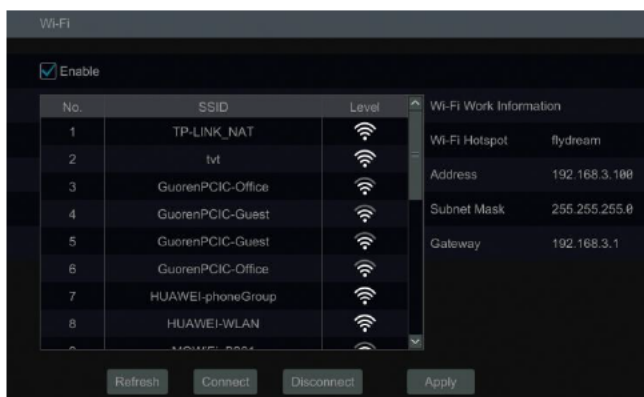 Wi-Fi
Enable
No. SSID Level
1 TP-LINK_NAT
2 tvt
3 GuorenPCIC-Office
4 GuorenPCIC-Guest
5 GuorenPCIC-Guest
6 GuorenPCIC-Office
7 HUAWEI-phoneGroup
8 HUAWEI-WLAN
Wi-Fi Work Information
Wi-Fi Hotspot flydream
Address 192.168.3.100
Subnet Mask 255.255.255.0
Gateway 192.168.3.1
Refresh Connect Disconnect Apply